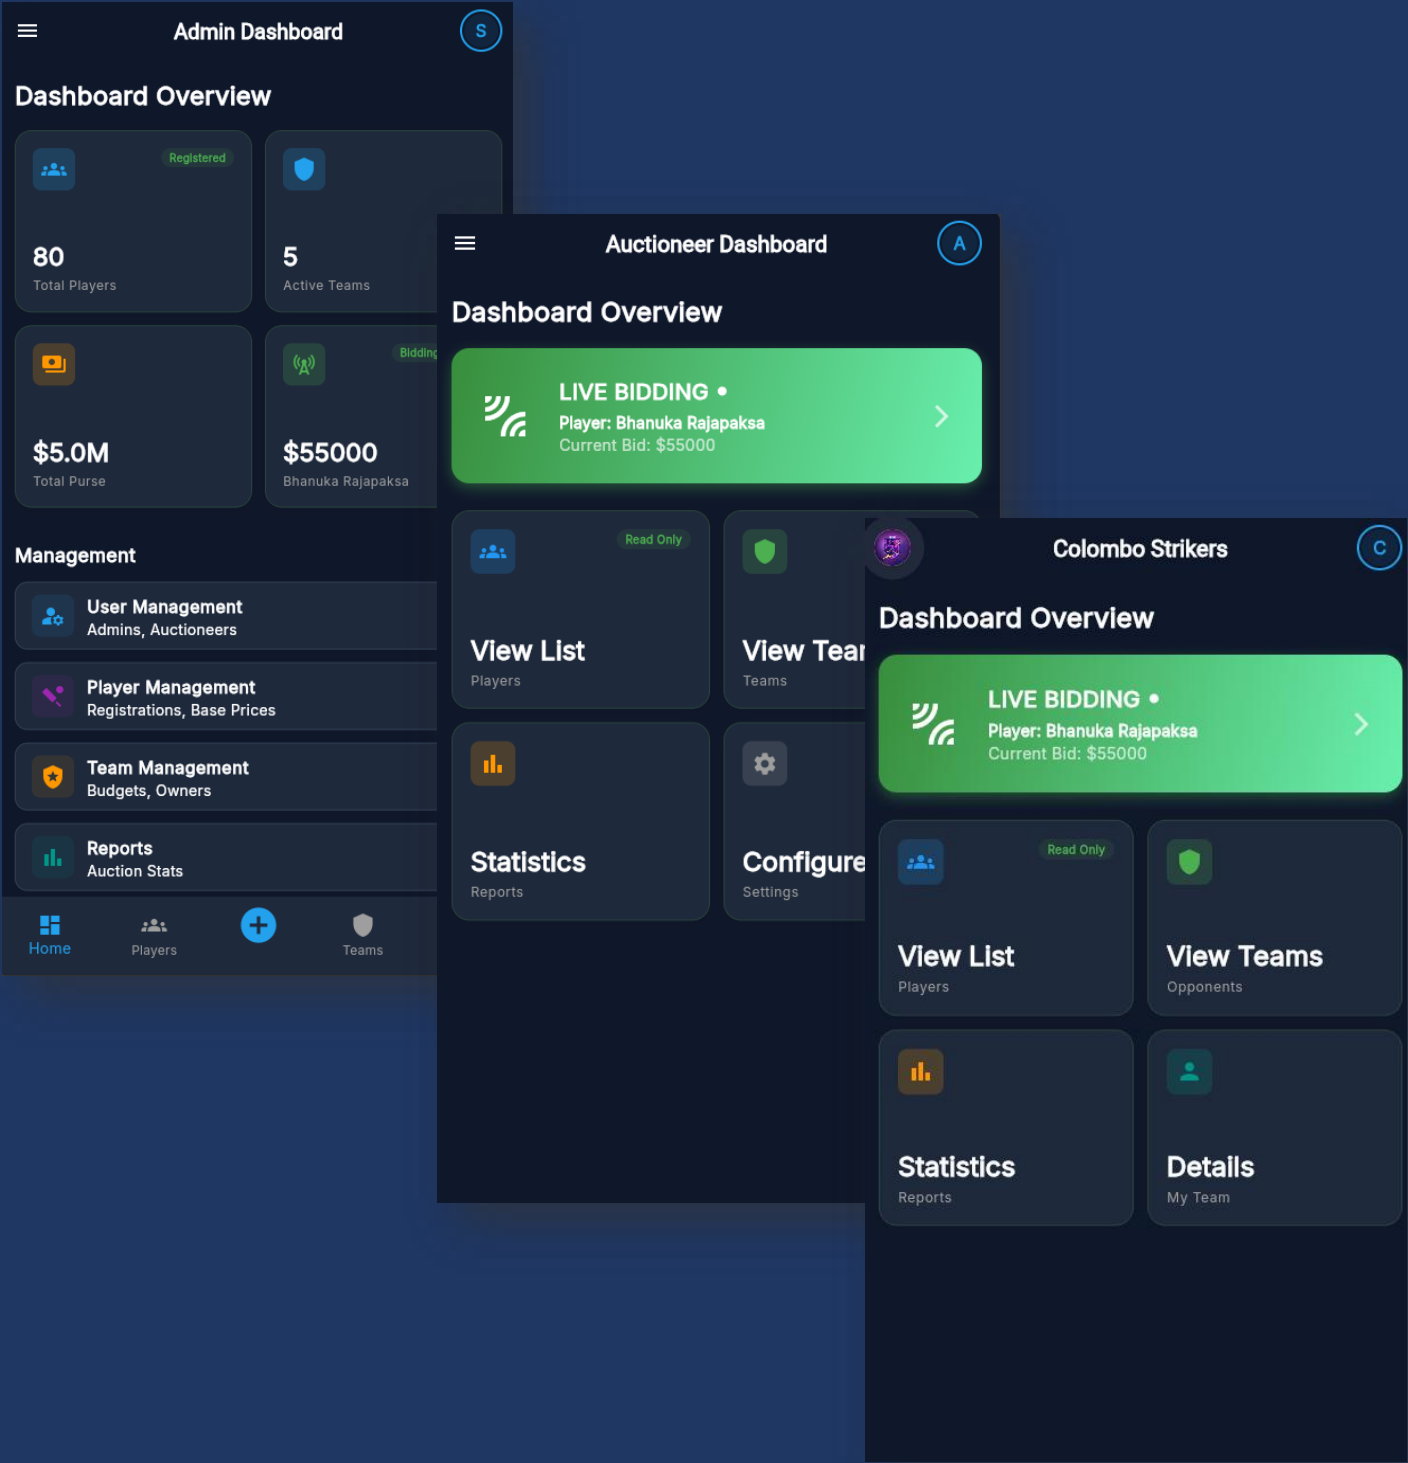 Admin Dashboard
S
Dashboard Overview
Registered
80
Total Players
5
Active Teams
$5.0M
Total Purse
Bidding
$55000
Bhanuka Rajapaksa
Management
User Management
Admins, Auctioneers
Player Management
Registrations, Base Prices
Team Management
Budgets, Owners
Reports
Auction Stats
Home
Players
Teams
Auctioneer Dashboard
A
Dashboard Overview
LIVE BIDDING •
Player: Bhanuka Rajapaksa
Current Bid: $55000
Read Only
View List
Players
View Tear
Teams
Statistics
Reports
Configure
Settings
Colombo Strikers
C
Dashboard Overview
LIVE BIDDING •
Player: Bhanuka Rajapaksa
Current Bid: $55000
Read Only
View List
Players
View Teams
Opponents
Statistics
Reports
Details
My Team